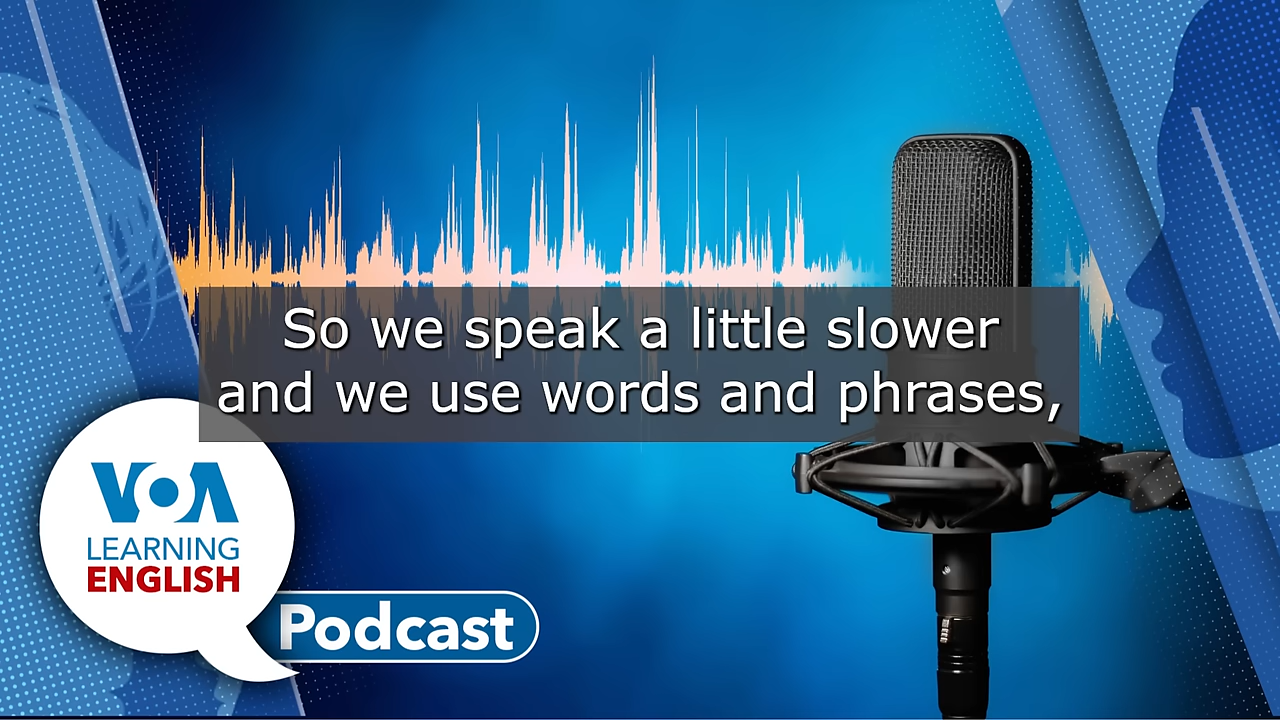 So we speak a little slower
and we use words and phrases,
VOA
LEARNING
ENGLISH
Podcast